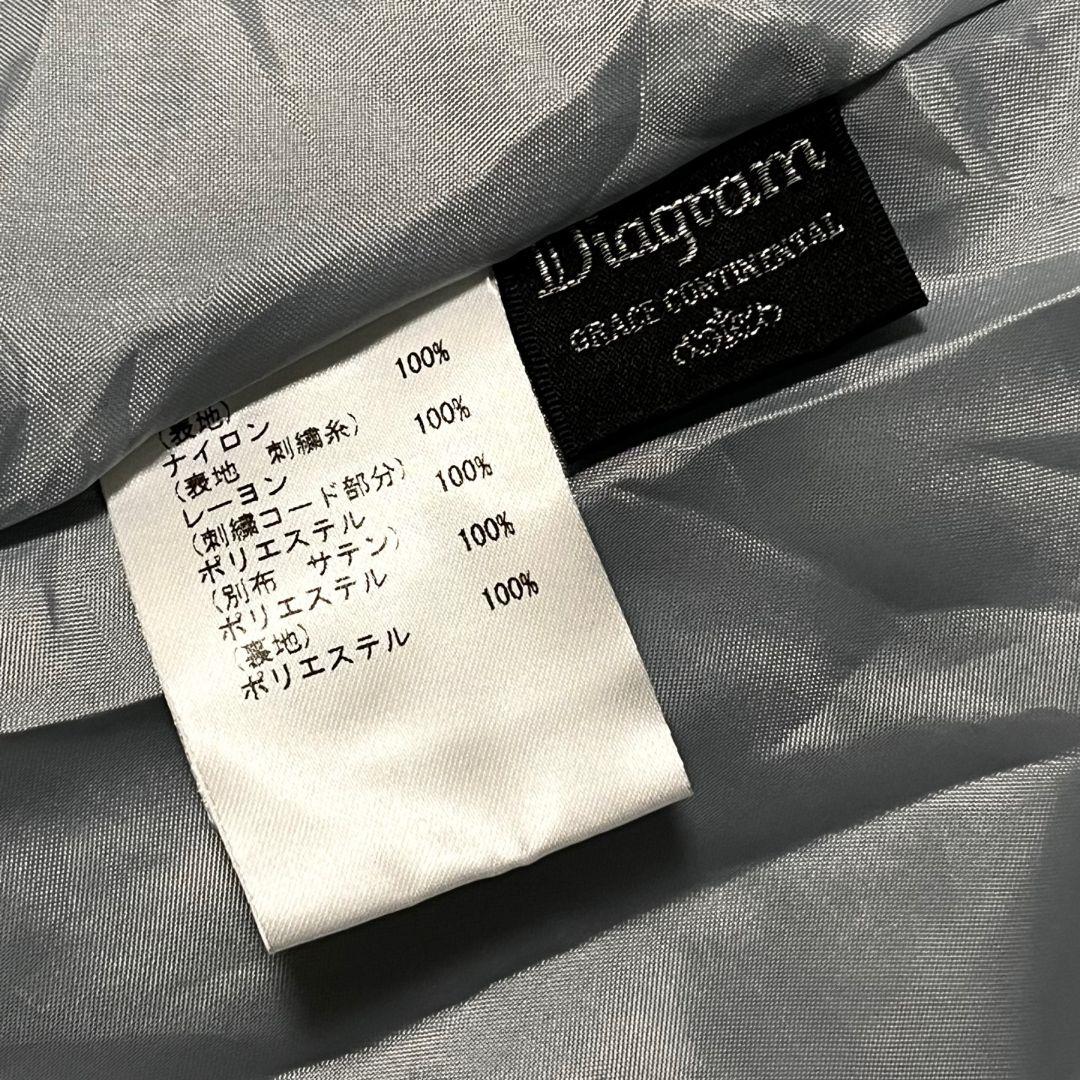 Diagram
GRACE CONTINENTAL
(表地)
ナイロン 100%
(表地 刺繍糸)
レーヨン 100%
(刺繍コード部分)
ポリエステル 100%
(別布 サテン)
ポリエステル 100%
(裏地)
ポリエステル 100%